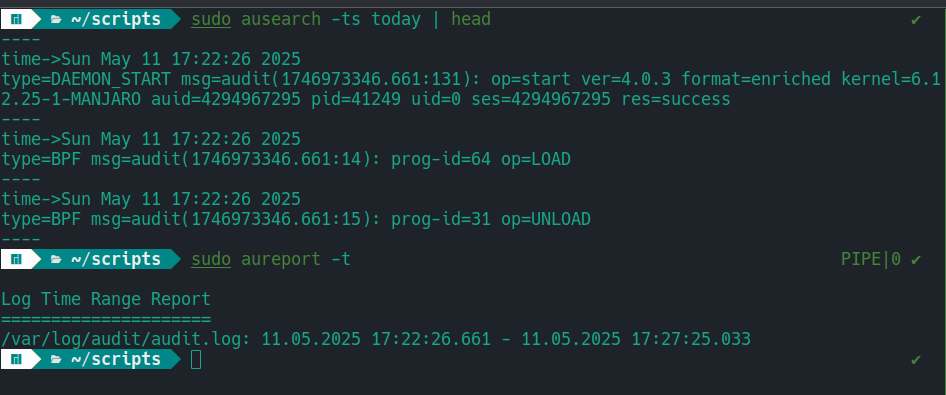 ~/scripts sudo ausearch -ts today | head ✔
----
time->Sun May 11 17:22:26 2025
type=DAEMON_START msg=audit(1746973346.661:131): op=start ver=4.0.3 format=enriched kernel=6.1
2.25-1-MANJARO auid=4294967295 pid=41249 uid=0 ses=4294967295 res=success
----
time->Sun May 11 17:22:26 2025
type=BPF msg=audit(1746973346.661:14): prog-id=64 op=LOAD
----
time->Sun May 11 17:22:26 2025
type=BPF msg=audit(1746973346.661:15): prog-id=31 op=UNLOAD
----
~/scripts sudo aureport -t PIPE|0 ✔
Log Time Range Report
=====================
/var/log/audit/audit.log: 11.05.2025 17:22:26.661 - 11.05.2025 17:27:25.033
~/scripts ✔